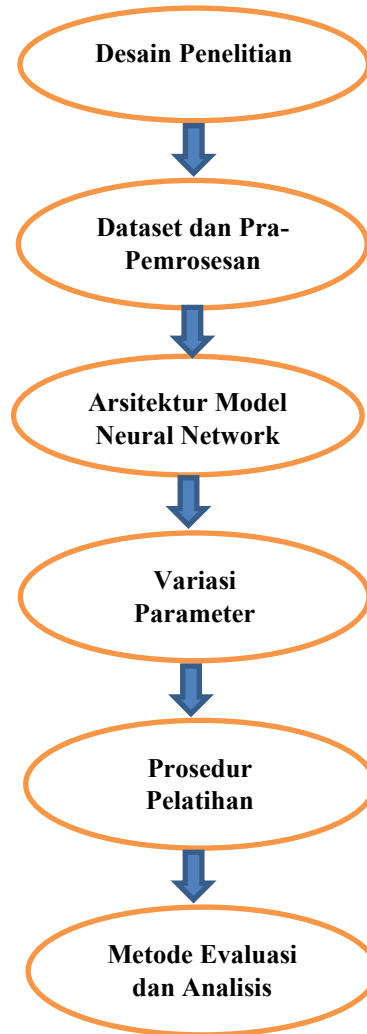 Desain Penelitian
Dataset dan Pra-
Pemrosesan
Arsitektur Model
Neural Network
Variasi
Parameter
Prosedur
Pelatihan
Metode Evaluasi
dan Analisis